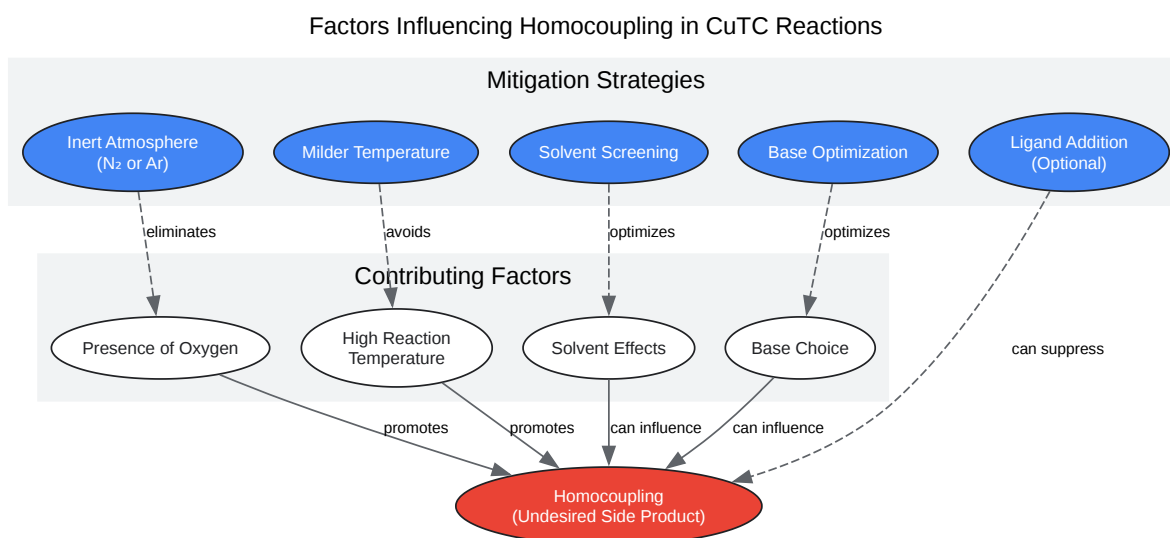 Factors Influencing Homocoupling in CuTC Reactions
Mitigation Strategies
Inert Atmosphere
(N₂ or Ar)
Milder Temperature
Solvent Screening
Base Optimization
Ligand Addition
(Optional)
eliminates
avoids
optimizes
optimizes
Contributing Factors
Presence of Oxygen
High Reaction
Temperature
Solvent Effects
Base Choice
can suppress
promotes
promotes
can influence
can influence
Homocoupling
(Undesired Side Product)